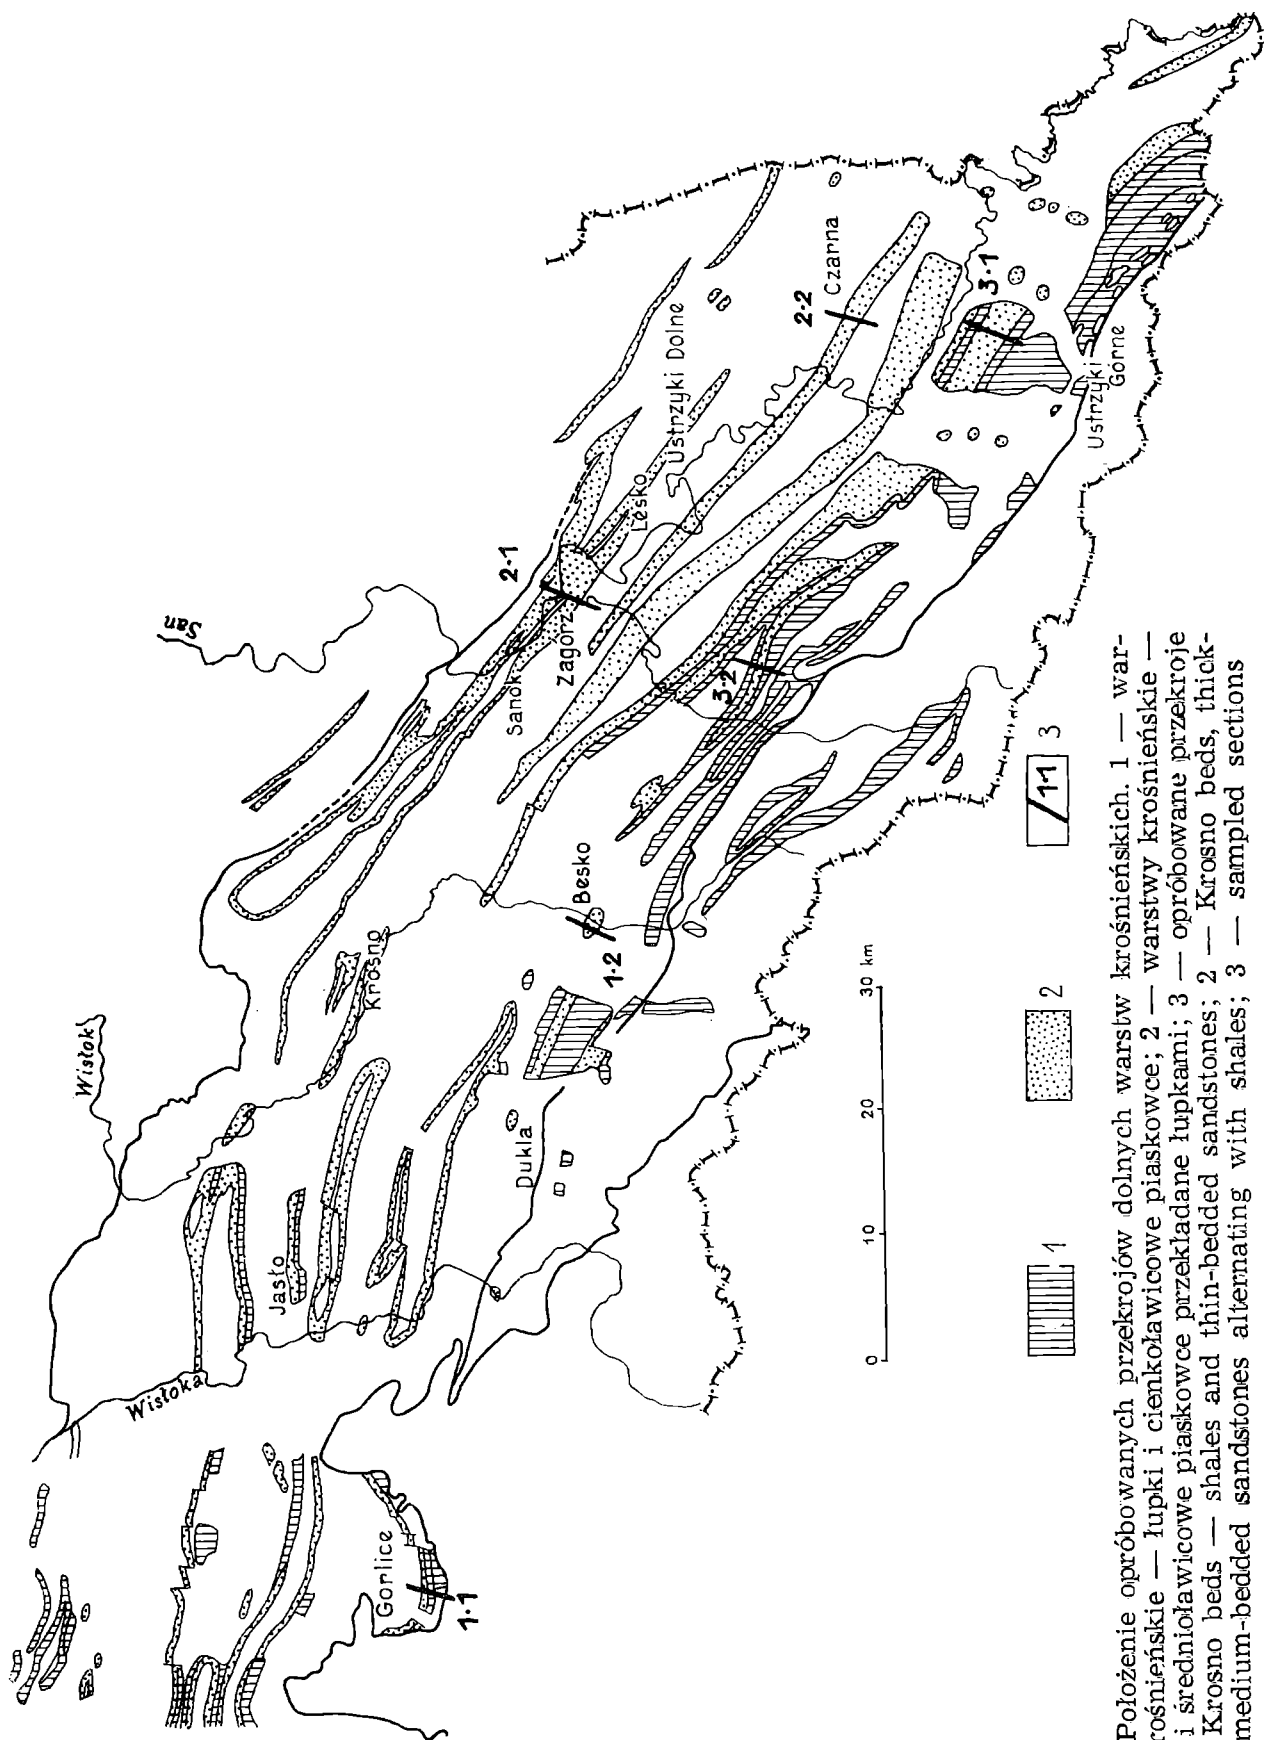 San
Wisłok
Wisłoka
Gorlice
1·1
Jasło
Krosno
Dukla
Besko
1·2
Sanok
Zagórz
2·1
Lesko
Ustrzyki Dolne
3·2
2·2
Czarna
3·1
Ustrzyki
Górne
0 10 20 30 km
1 2 1·1 3
Położenie opróbowanych przekrojów dolnych warstw krośnieńskich. 1 — war-
rośnieńskie — łupki i cienkoławicowe piaskowce; 2 — warstwy krośnieńskie —
i średnioławicowe piaskowce przekładane łupkami; 3 — opróbowane przekroje
Krosno beds — shales and thin-bedded sandstones; 2 — Krosno beds, thick-
medium-bedded sandstones alternating with shales; 3 — sampled sections